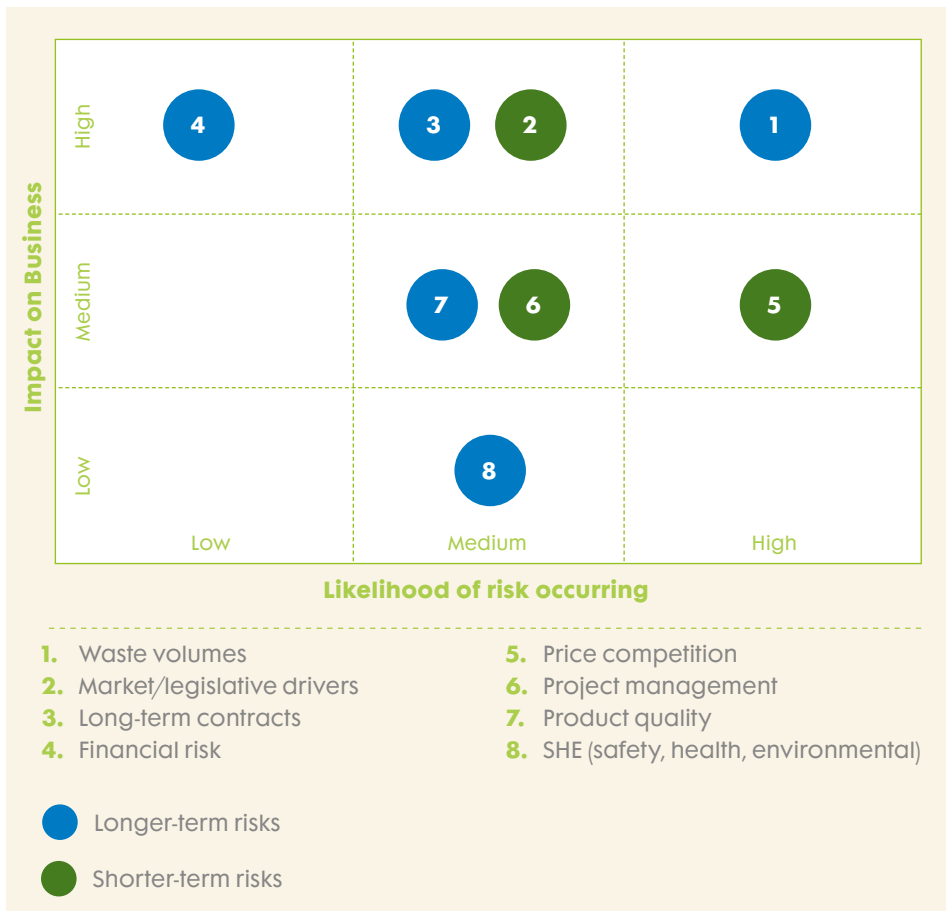 Impact on Business
High
Medium
Low
4
3
2
1
7
6
5
8
Low
Medium
High
Likelihood of risk occurring
1. Waste volumes
2. Market/legislative drivers
3. Long-term contracts
4. Financial risk
5. Price competition
6. Project management
7. Product quality
8. SHE (safety, health, environmental)
Longer-term risks
Shorter-term risks